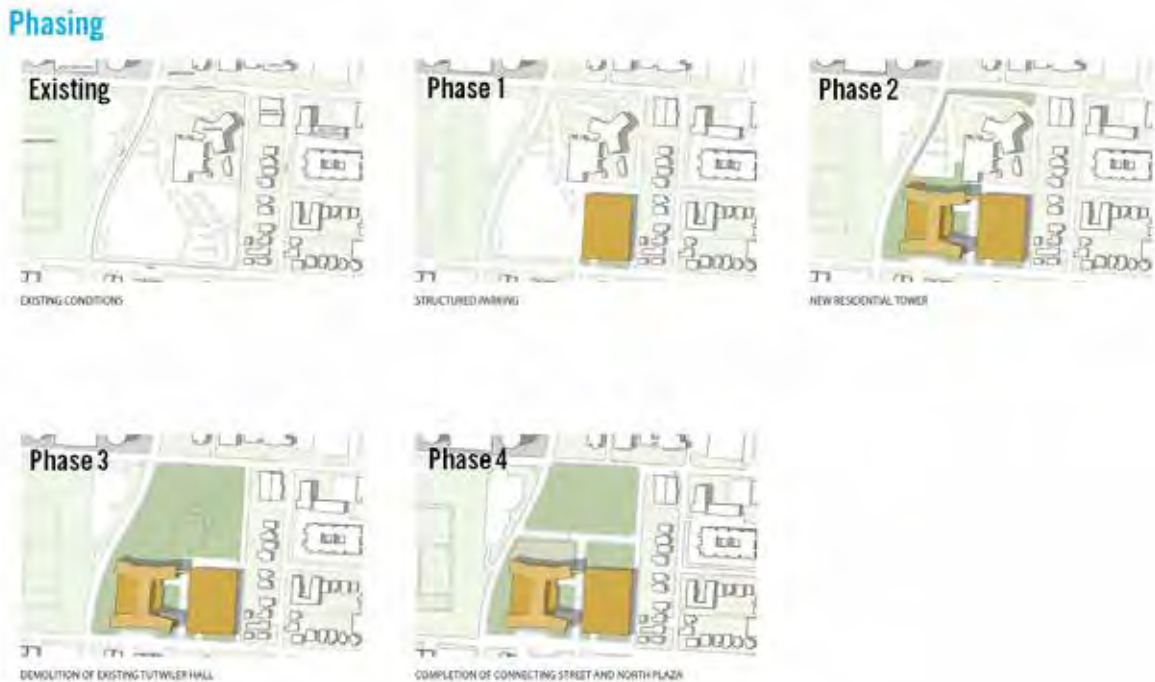 Phasing
Existing
Phase 1
Phase 2
EXISTING CONDITIONS
STRUCTURED PARKING
NEW RESIDENTIAL TOWER
Phase 3
Phase 4
DEMOLITION OF EXISTING TUTWILER HALL
COMPLETION OF CONNECTING STREET AND NORTH PLAZA